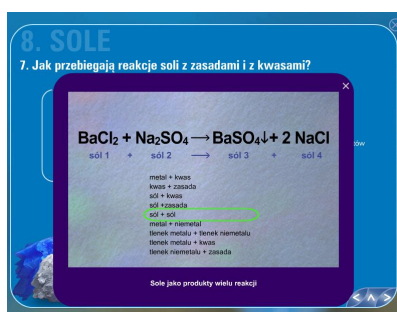 8. SOLE
7. Jak przebiegają reakcje soli z zasadami i z kwasami?
BaCl₂ + Na₂SO₄ → BaSO₄↓ + 2 NaCl
sól 1 + sól 2 → sól 3 + sól 4
metal + kwas
kwas + zasada
sól + kwas
sól +zasada
sól + sól
metal + niemetal
tlenek metalu + tlenek niemetalu
tlenek metalu + kwas
tlenek niemetalu + zasada
Sole jako produkty wielu reakcji